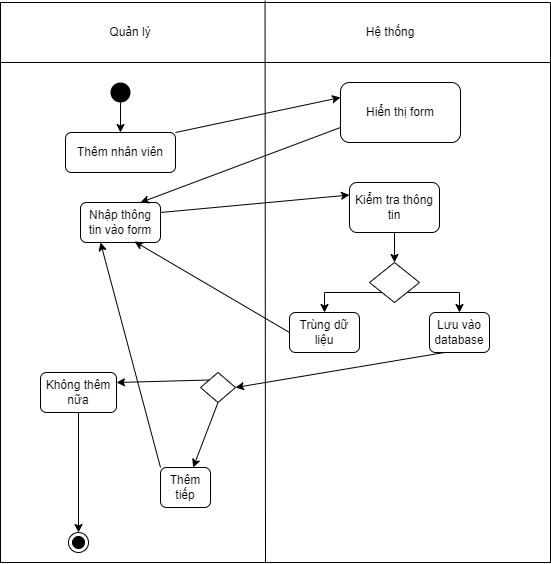 Quản lý
Hệ thống
Thêm nhân viên
Hiển thị form
Nhập thông
tin vào form
Kiểm tra thông
tin
Trùng dữ
liệu
Lưu vào
database
Không thêm
nữa
Thêm
tiếp